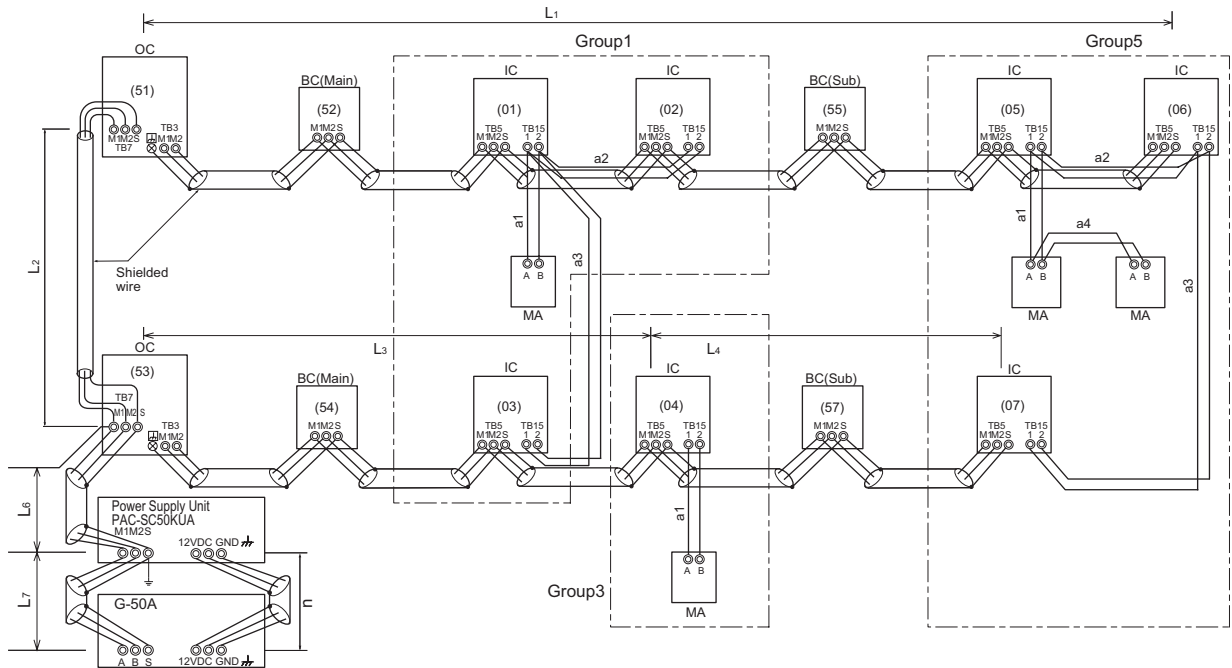 L1
Group1
Group5
OC
IC
IC
IC
IC
BC(Main)
BC(Sub)
(51)
(52)
(01)
(02)
(55)
(05)
(06)
M1M2S
TB7
TB3
M1M2
M1M2S
TB5
M1M2S
TB15
1 2
TB5
M1M2S
TB15
1 2
M1M2S
TB5
M1M2S
TB15
1 2
TB5
M1M2S
TB15
1 2
a2
a2
a1
a3
a1
a4
a3
L2
Shielded
wire
A B
MA
A B
MA
A B
MA
L3
L4
OC
IC
IC
IC
BC(Main)
BC(Sub)
(53)
(54)
(03)
(04)
(57)
(07)
TB7
M1M2 S
TB3
M1M2
M1M2S
TB5
M1M2S
TB15
1 2
TB5
M1M2S
TB15
1 2
M1M2S
TB5
M1M2S
TB15
1 2
L6
Power Supply Unit
PAC-SC50KUA
M1M2S
12VDC GND
a1
A B
MA
Group3
L7
n
G-50A
A B S
12VDC GND